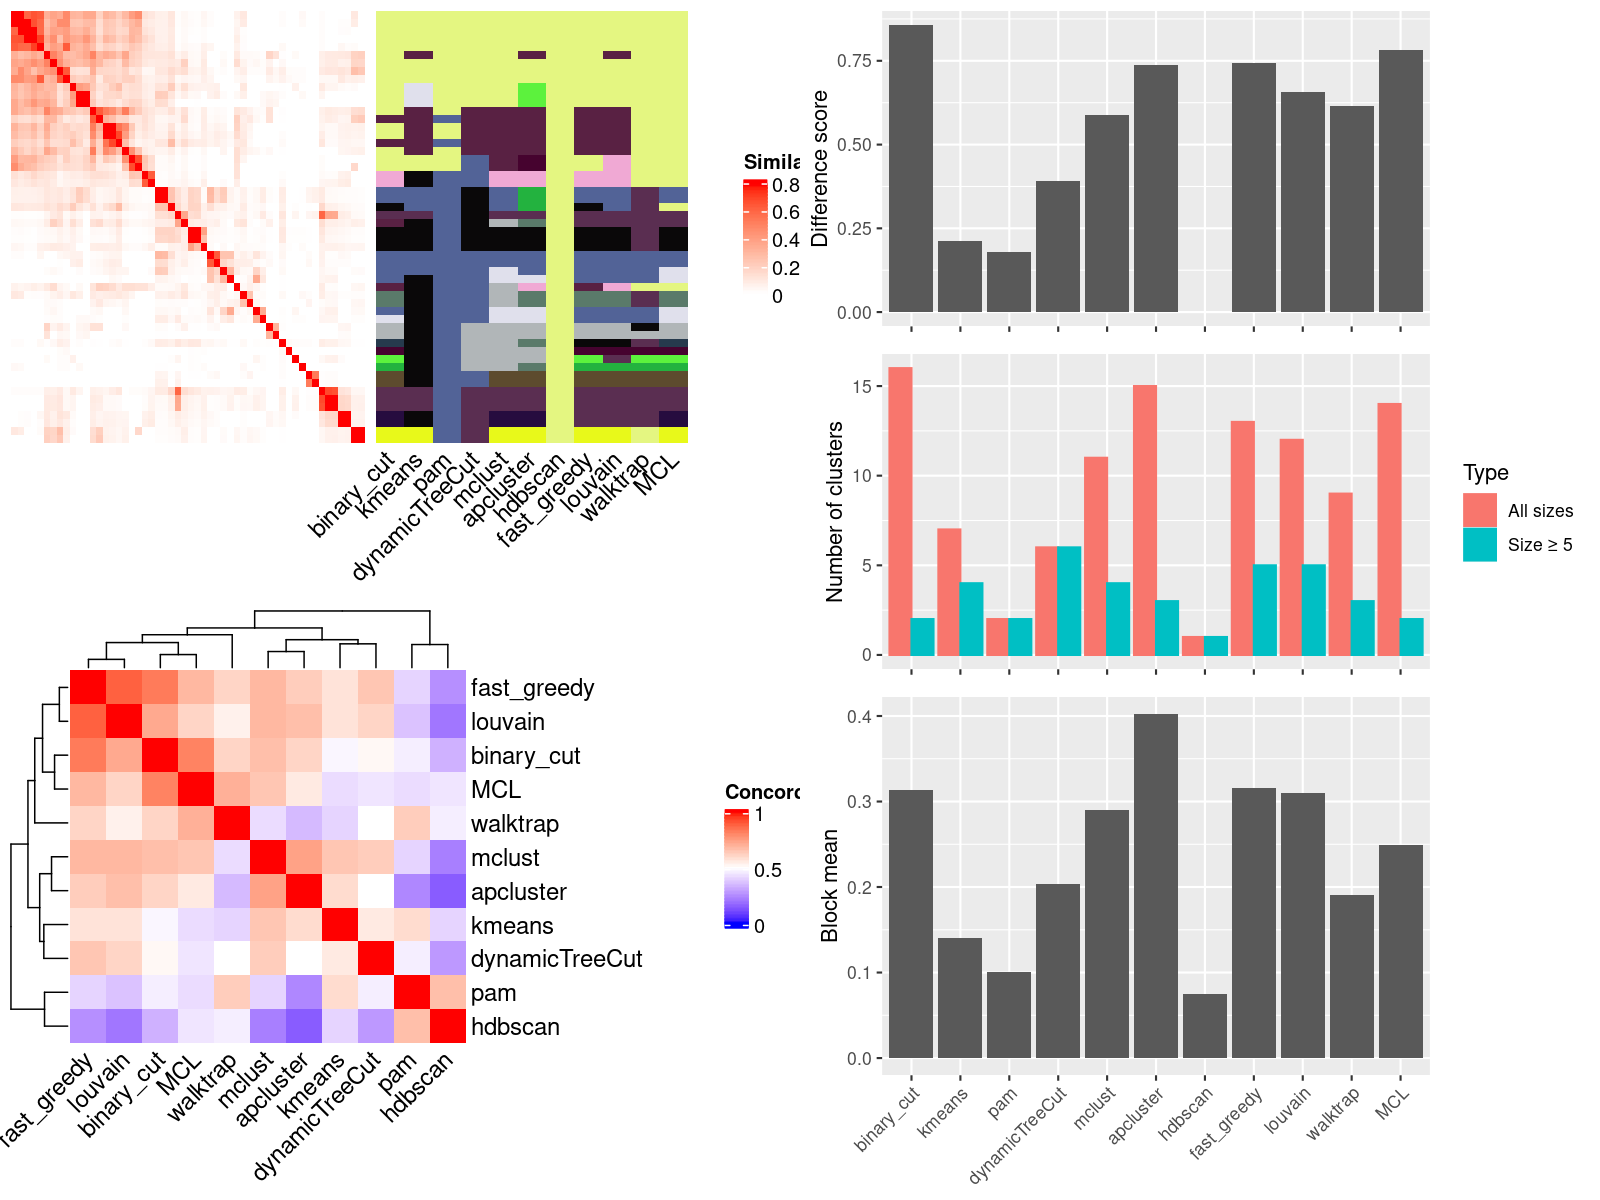 Simila
0.8
0.6
0.4
0.2
0
binary_cut
kmeans
pam
dynamicTreeCut
mclust
apcluster
hdbscan
fast_greedy
louvain
walktrap
MCL
Difference score
0.75
0.50
0.25
0.00
Number of clusters
15
10
5
0
Type
All sizes
Size ≥ 5
Block mean
0.4
0.3
0.2
0.1
0.0
binary_cut
kmeans
pam
dynamicTreeCut
mclust
apcluster
hdbscan
fast_greedy
louvain
walktrap
MCL
fast_greedy
louvain
binary_cut
MCL
walktrap
mclust
apcluster
kmeans
dynamicTreeCut
pam
hdbscan
fast_greedy
louvain
binary_cut
MCL
walktrap
mclust
apcluster
kmeans
dynamicTreeCut
pam
hdbscan
Concord
1
0.5
0